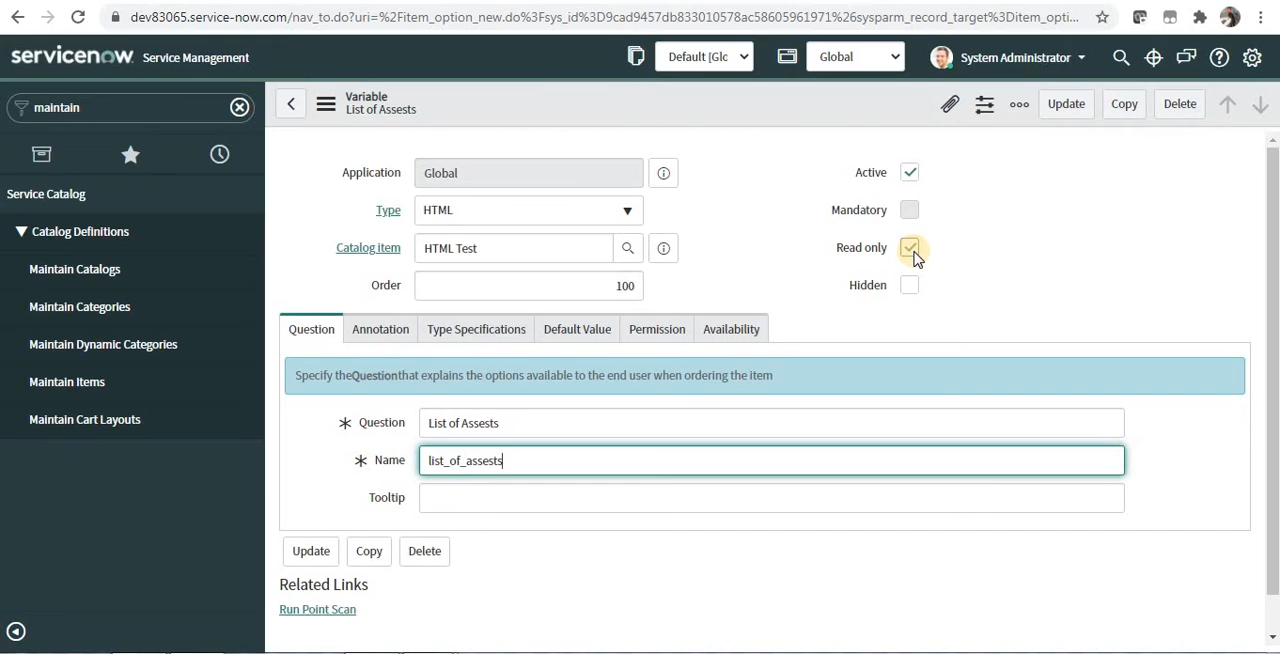 dev83065.service-now.com/nav_to.do?uri=%2Fitem_option_new.do%3Fsys_id%3D9cad9457db833010578ac58605961971%26sysparm_record_target%3Ditem_opti...
servicenow Service Management
Default [Glc
Global
System Administrator
maintain
Variable
List of Assests
Update
Copy
Delete
Service Catalog
Catalog Definitions
Maintain Catalogs
Maintain Categories
Maintain Dynamic Categories
Maintain Items
Maintain Cart Layouts
Application Global
Active
Type HTML
Mandatory
Catalog item HTML Test
Read only
Order 100
Hidden
Question Annotation Type Specifications Default Value Permission Availability
Specify theQuestionthat explains the options available to the end user when ordering the item
Question List of Assests
Name list_of_assests
Tooltip
Update Copy Delete
Related Links
Run Point Scan